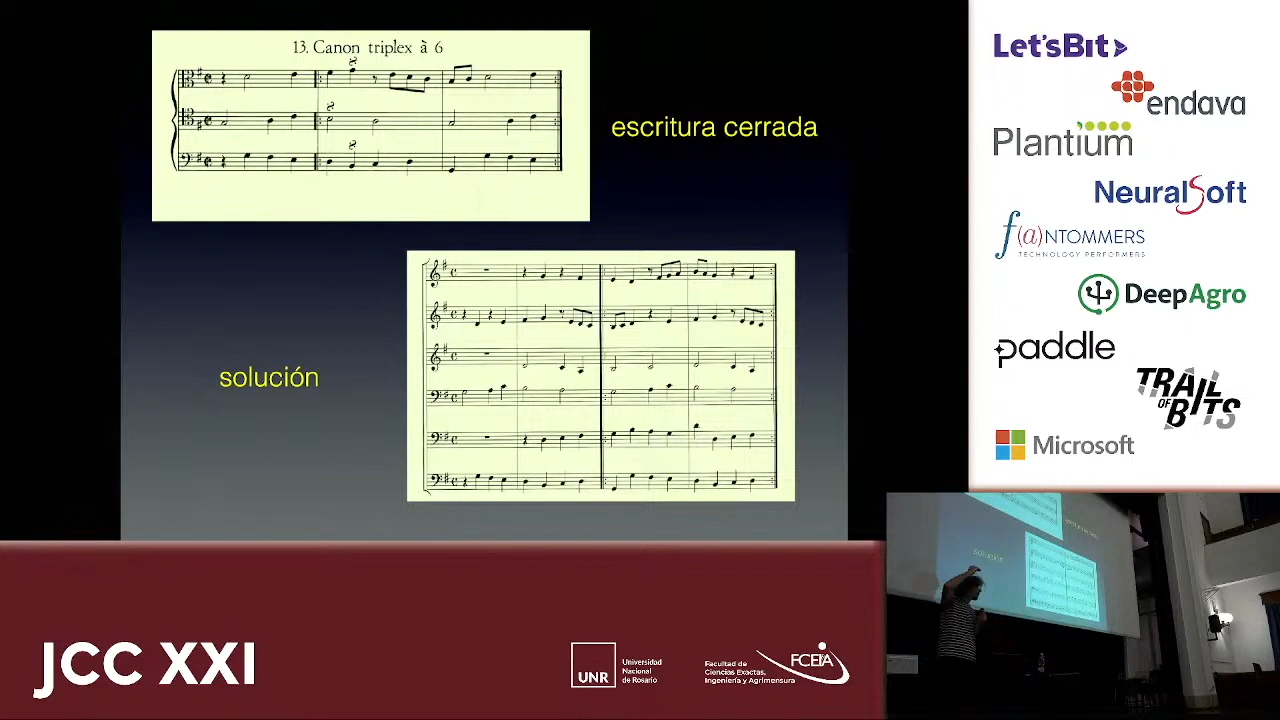 13. Canon triplex à 6
escritura cerrada
solución
Let'sBit
endava
Plantium
NeuralSoft
f(a)NTOMMERS
TECHNOLOGY PERFORMERS
DeepAgro
paddle
TRAIL
OF
BITS
Microsoft
solución
JCC XXI
UNR
Universidad
Nacional
de Rosario
Facultad de
Ciencias Exactas,
Ingeniería y Agrimensura
FCEIA